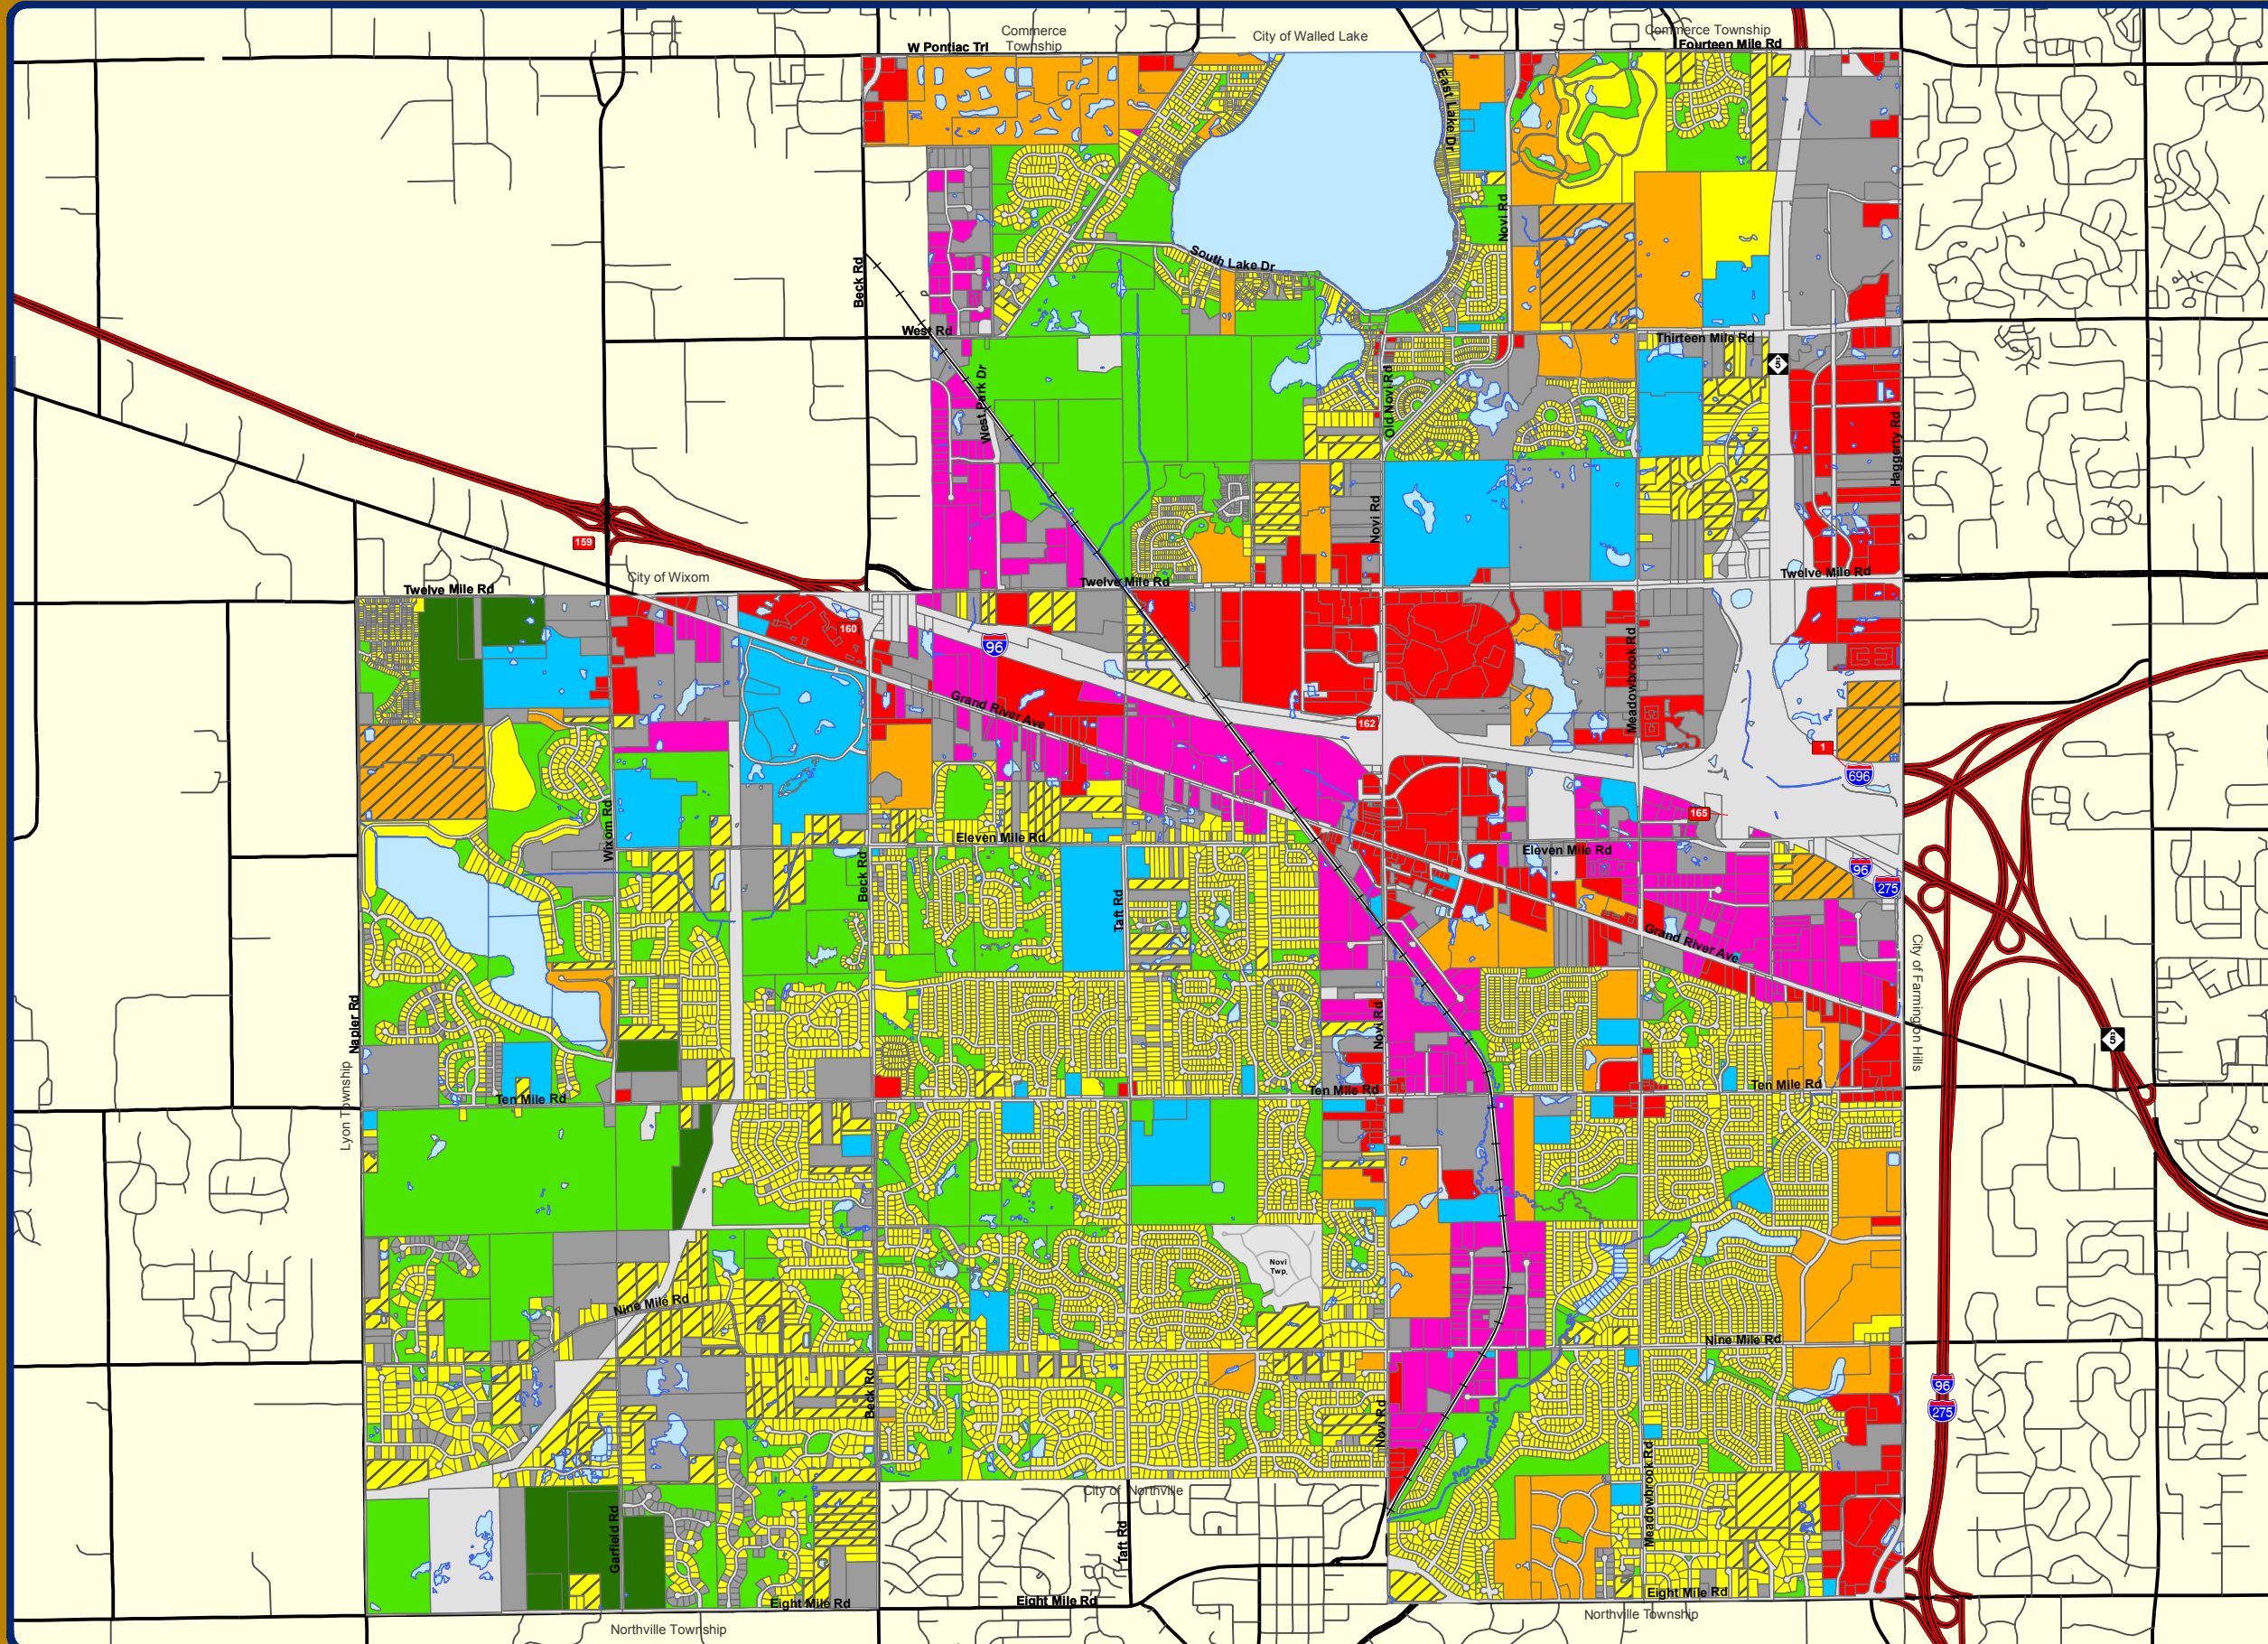 Commerce
Township
City of Walled Lake
Commerce Township
W Pontiac Trl
Fourteen Mile Rd
East Lake Dr
Novi Rd
South Lake Dr
Beck Rd
West Rd
Thirteen Mile Rd
5
West Park Dr
Old Novi Rd
Haggerty Rd
Novi Rd
159
City of Wixom
Twelve Mile Rd
Twelve Mile Rd
Twelve Mile Rd
160
96
Meadowbrook Rd
Grand River Ave
162
1
696
165
Wixom Rd
Eleven Mile Rd
Eleven Mile Rd
Beck Rd
96
275
Taft Rd
Grand River Ave
City of Farmington Hills
Napier Rd
Novi Rd
5
Lyon Township
Ten Mile Rd
Ten Mile Rd
Ten Mile Rd
Novi
Twp.
Nine Mile Rd
Nine Mile Rd
Beck Rd
Novi Rd
96
275
Meadowbrook Rd
City of Northville
Garfield Rd
Taft Rd
Eight Mile Rd
Eight Mile Rd
Eight Mile Rd
Northville Township
Northville Township